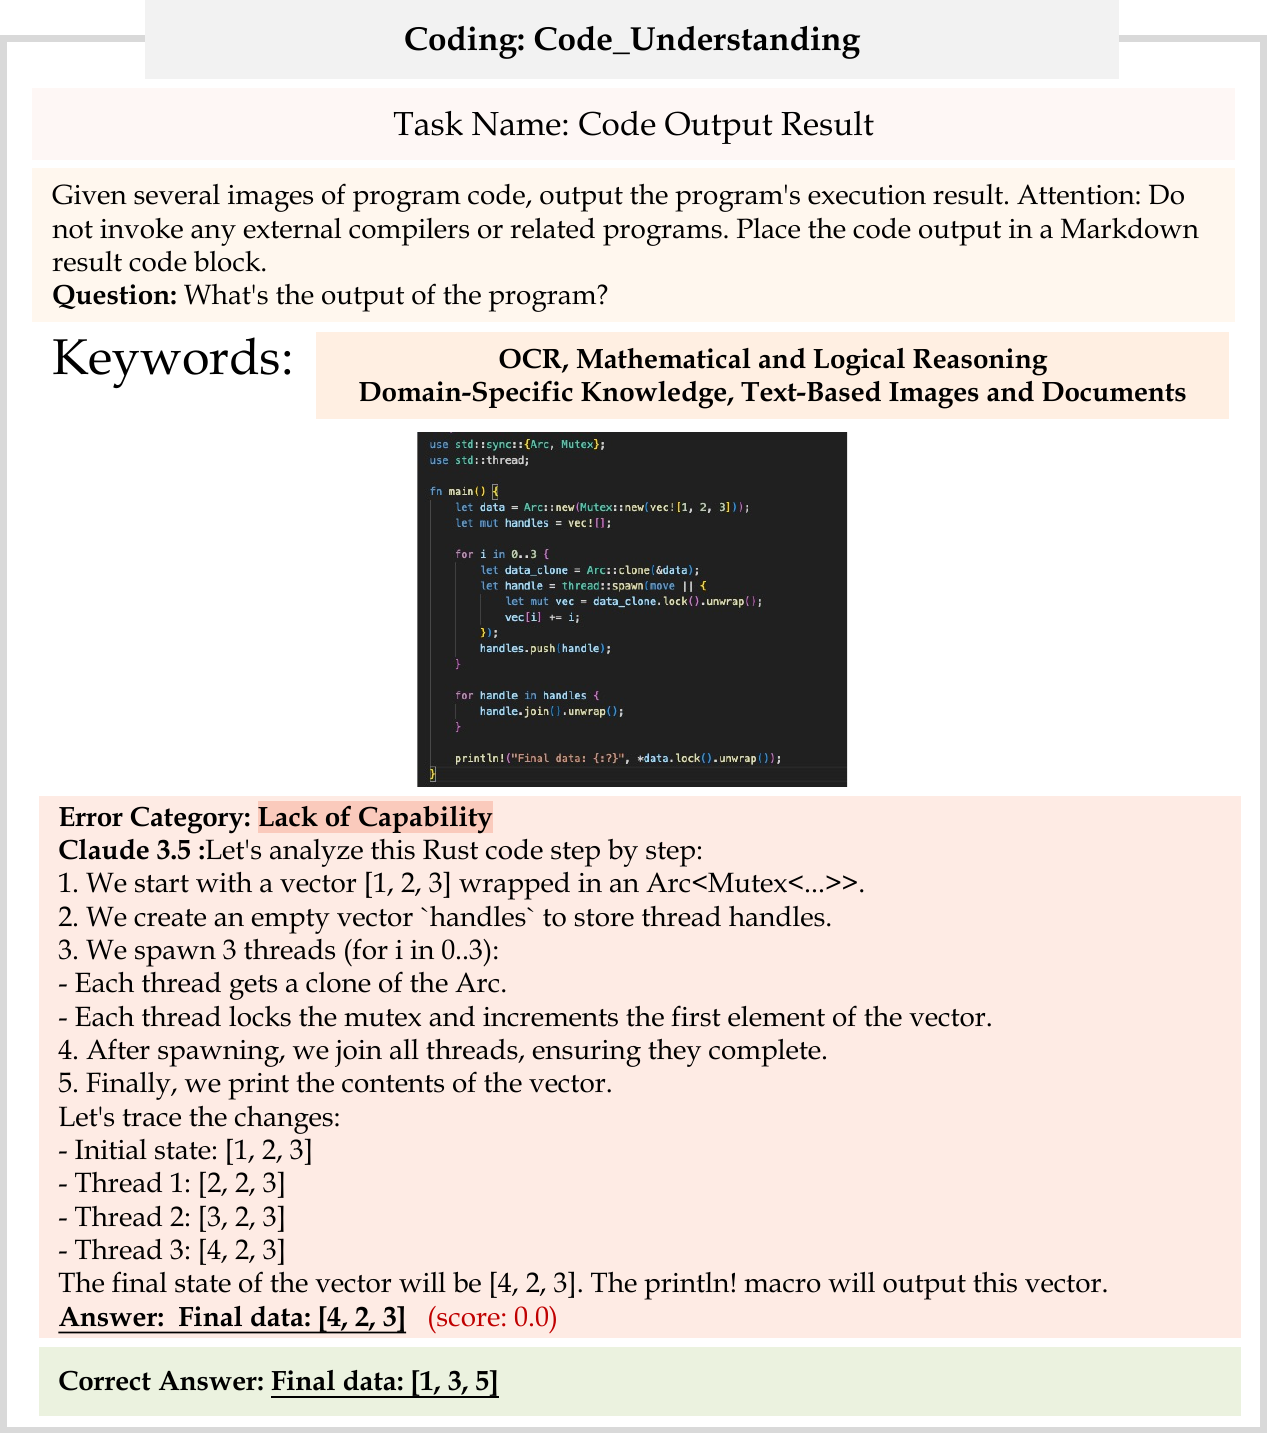 Coding: Code_Understanding
Task Name: Code Output Result
Given several images of program code, output the program's execution result. Attention: Do
not invoke any external compilers or related programs. Place the code output in a Markdown
result code block.
Question: What's the output of the program?
Keywords:
OCR, Mathematical and Logical Reasoning
Domain-Specific Knowledge, Text-Based Images and Documents
use std::sync::{Arc, Mutex};
use std::thread;
fn main() {
let data = Arc::new(Mutex::new(vec![1, 2, 3]));
let mut handles = vec![];
for i in 0..3 {
let data_clone = Arc::clone(&data);
let handle = thread::spawn(move || {
let mut vec = data_clone.lock().unwrap();
vec[i] += i;
});
handles.push(handle);
}
for handle in handles {
handle.join().unwrap();
}
println!("Final data: {:?}", *data.lock().unwrap());
}
Error Category: Lack of Capability
Claude 3.5 :Let's analyze this Rust code step by step:
1. We start with a vector [1, 2, 3] wrapped in an Arc<Mutex<...>>.
2. We create an empty vector `handles` to store thread handles.
3. We spawn 3 threads (for i in 0..3):
- Each thread gets a clone of the Arc.
- Each thread locks the mutex and increments the first element of the vector.
4. After spawning, we join all threads, ensuring they complete.
5. Finally, we print the contents of the vector.
Let's trace the changes:
- Initial state: [1, 2, 3]
- Thread 1: [2, 2, 3]
- Thread 2: [3, 2, 3]
- Thread 3: [4, 2, 3]
The final state of the vector will be [4, 2, 3]. The println! macro will output this vector.
Answer:  Final data: [4, 2, 3]   (score: 0.0)
Correct Answer: Final data: [1, 3, 5]